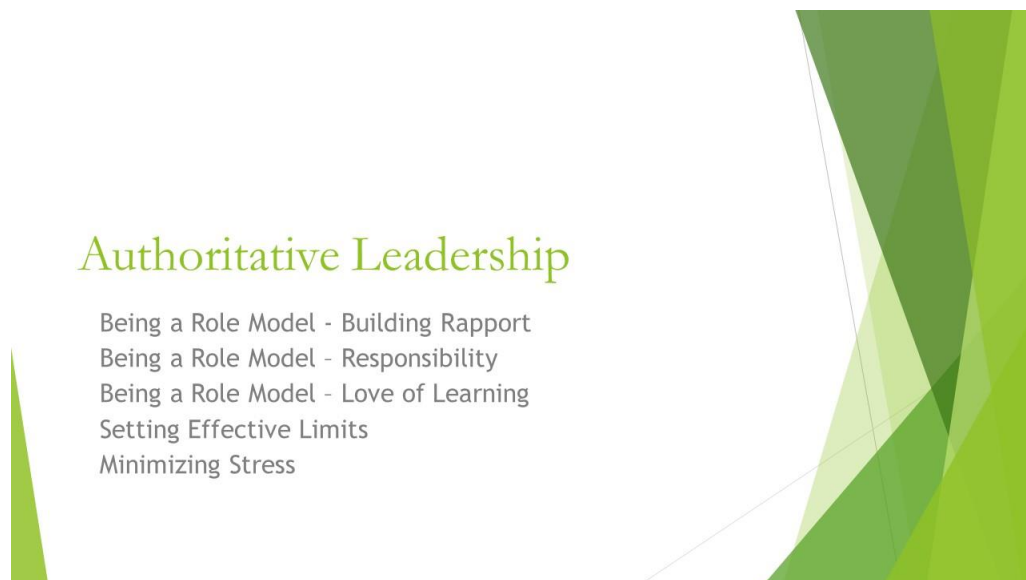 Authoritative Leadership
Being a Role Model - Building Rapport
Being a Role Model – Responsibility
Being a Role Model – Love of Learning
Setting Effective Limits
Minimizing Stress